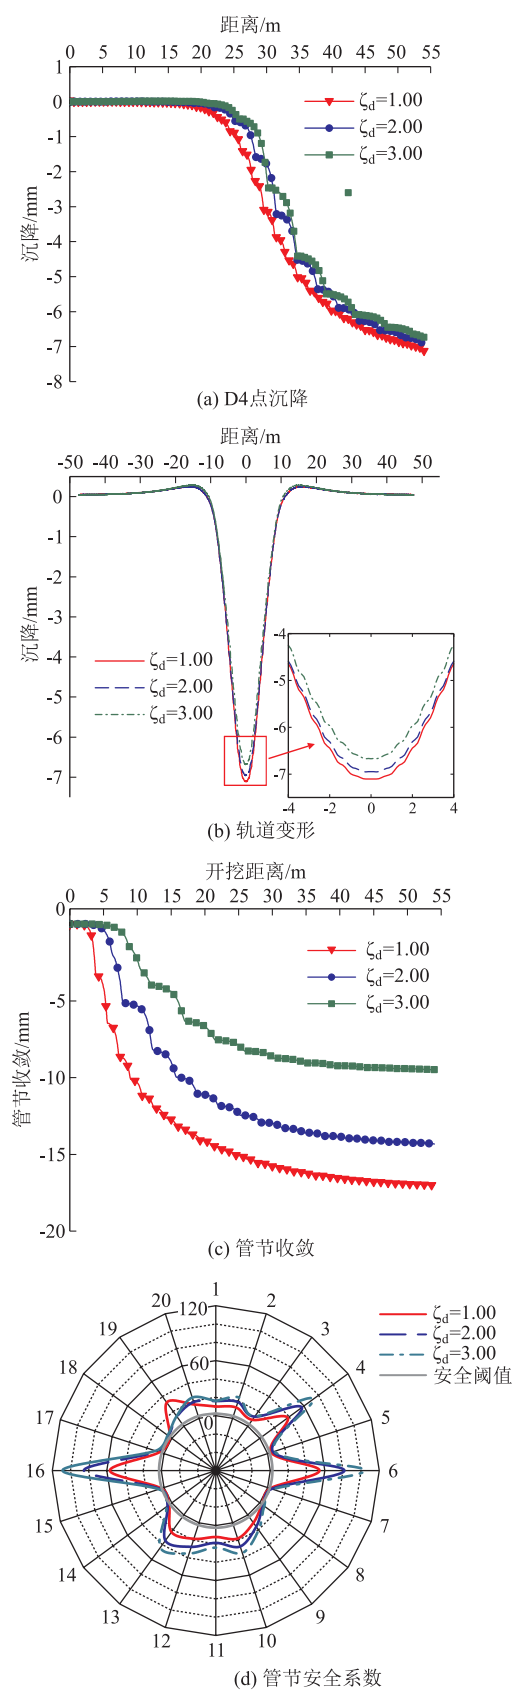 距离/m
0 5 10 15 20 25 30 35 40 45 50 55
1
0
-1
-2
-3
-4
-5
-6
-7
-8
沉降/mm
ζd=1.00
ζd=2.00
ζd=3.00
(a) D4点沉降
距离/m
-50 -40 -30 -20 -10 0 10 20 30 40 50
0
-1
-2
-3
-4
-5
-6
-7
沉降/mm
ζd=1.00
ζd=2.00
ζd=3.00
-4
-5
-6
-7
-4 -2 0 2 4
(b) 轨道变形
开挖距离/m
0 5 10 15 20 25 30 35 40 45 50 55
0
-5
-10
-15
-20
管节收敛/mm
ζd=1.00
ζd=2.00
ζd=3.00
(c) 管节收敛
1
2
3
4
5
6
7
8
9
10
11
12
13
14
15
16
17
18
19
20
120
60
0
ζd=1.00
ζd=2.00
ζd=3.00
安全阈值
(d) 管节安全系数